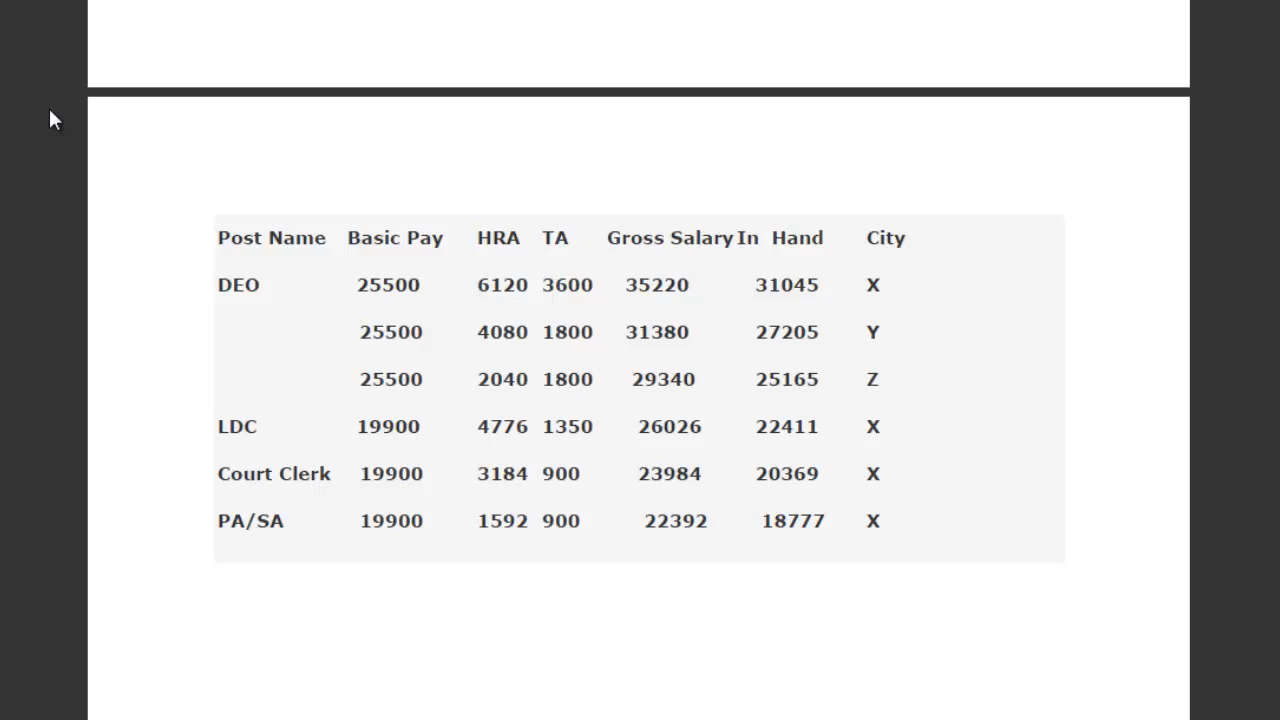 Post Name Basic Pay HRA TA Gross Salary In Hand City
DEO 25500 6120 3600 35220 31045 X
25500 4080 1800 31380 27205 Y
25500 2040 1800 29340 25165 Z
LDC 19900 4776 1350 26026 22411 X
Court Clerk 19900 3184 900 23984 20369 X
PA/SA 19900 1592 900 22392 18777 X